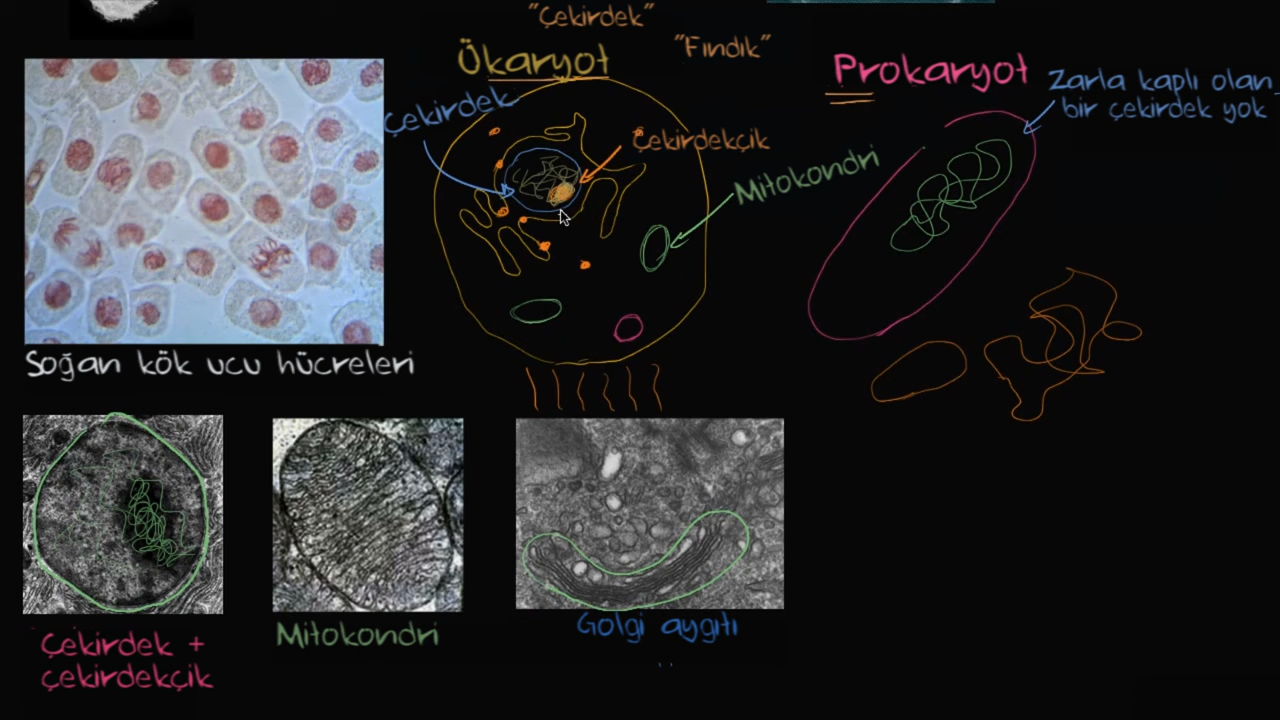 "Çekirdek"
"Fındık"
Ükaryot
Prokaryot
Zarla kaplı olan
bir çekirdek yok
Çekirdek
Çekirdekçik
Mitokondri
Soğan kök ucu hücreleri
Çekirdek +
çekirdekçik
Mitokondri
Golgi aygıtı